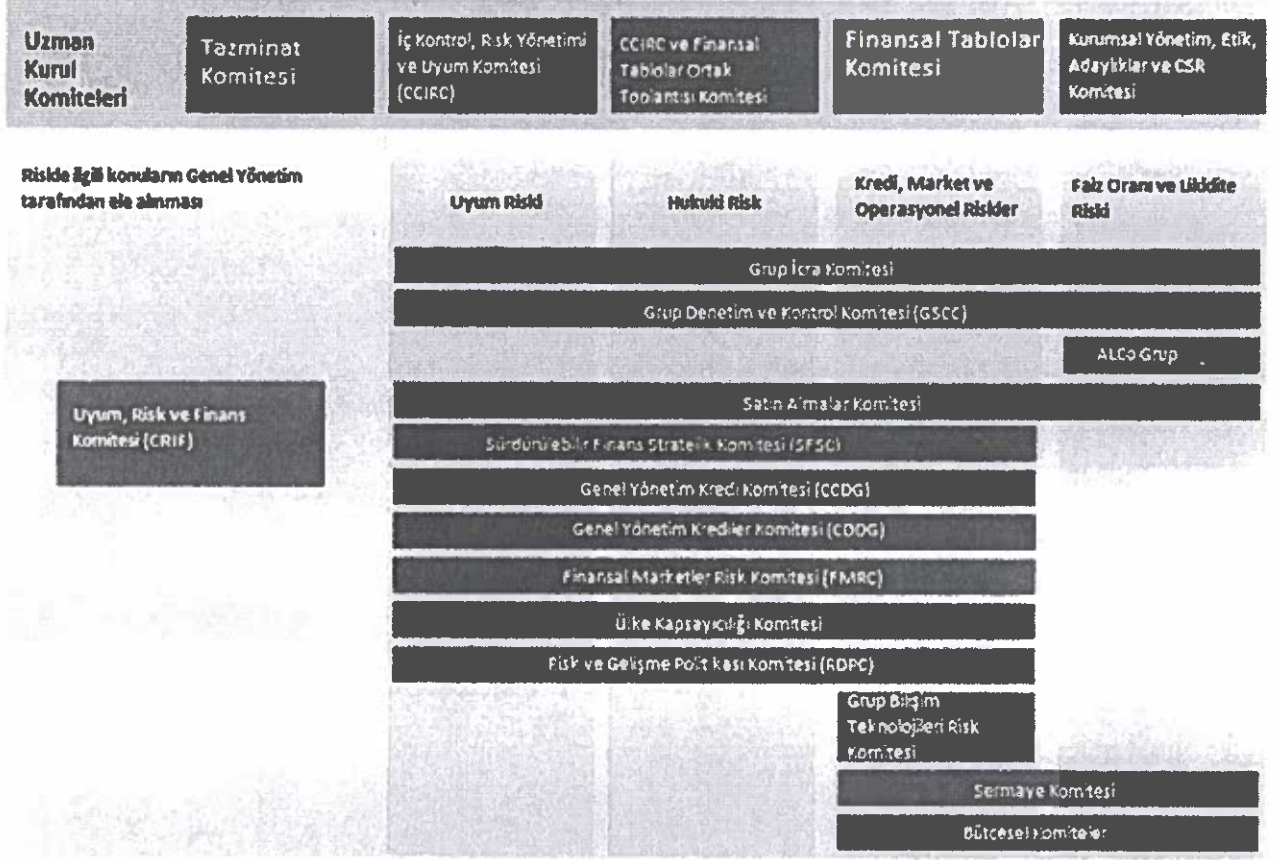 Uzman
Kurul
Komiteleri
Tazminat
Komitesi
İç Kontrol, Risk Yönetimi
ve Uyum Komitesi
(CCIRC)
CCIRC ve Finansal
Tablolar Ortak
Toplantısı Komitesi
Finansal Tablolar
Komitesi
Kurumsal Yönetim, Etik,
Adaylıklar ve CSR
Komitesi
Riskle ilgili konuların Genel Yönetim
tarafından ele alınması
Uyum Riski
Hukuki Risk
Kredi, Market ve
Operasyonel Riskler
Faiz Oranı ve Likidite
Riski
Grup İcra Komitesi
Grup Denetim ve Kontrol Komitesi (GSCC)
ALCo Grup
Uyum, Risk ve Finans
Komitesi (CRIF)
Satın Almalar Komitesi
Sürdürülebilir Finans Stratejik Komitesi (SFSC)
Genel Yönetim Kredi Komitesi (CCDG)
Genel Yönetim Krediler Komitesi (CDDG)
Finansal Marketler Risk Komitesi (FMRC)
Ülke Kapsayıcılığı Komitesi
Risk ve Gelişme Politikası Komitesi (RDPC)
Grup Bilişim
Teknolojileri Risk
Komitesi
Sermaye Komitesi
Bütçesel Komiteler